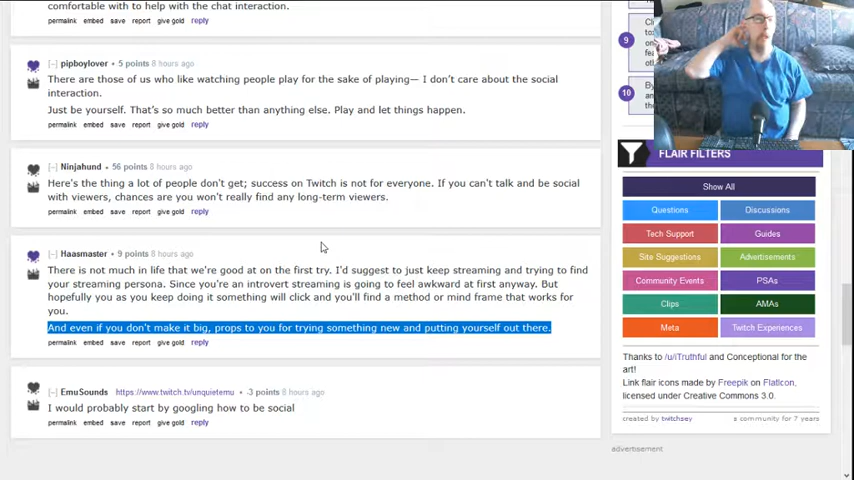 comfortable with to help with the chat interaction.
permalink embed save report give gold reply
[–] pipboylover • 5 points 8 hours ago
There are those of us who like watching people play for the sake of playing— I don't care about the social
interaction.
Just be yourself. That's so much better than anything else. Play and let things happen.
permalink embed save report give gold reply
[–] Ninjahund • 56 points 8 hours ago
Here's the thing a lot of people don't get; success on Twitch is not for everyone. If you can't talk and be social
with viewers, chances are you won't really find any long-term viewers.
permalink embed save report give gold reply
[–] Haasmaster • 9 points 8 hours ago
There is not much in life that we're good at on the first try. I'd suggest to just keep streaming and trying to find
your streaming persona. Since you're an introvert streaming is going to feel awkward at first anyway. But
hopefully you as you keep doing it something will click and you'll find a method or mind frame that works for
you.
And even if you don't make it big, props to you for trying something new and putting yourself out there.
permalink embed save report give gold reply
[–] EmuSounds https://www.twitch.tv/unquietemu • -3 points 8 hours ago
I would probably start by googling how to be social
permalink embed save report give gold reply
9
10
FLAIR FILTERS
Show All
Questions Discussions
Tech Support Guides
Site Suggestions Advertisements
Community Events PSAs
Clips AMAs
Meta Twitch Experiences
Thanks to /u/iTruthful and Conceptional for the
art!
Link flair icons made by Freepik on Flaticon,
licensed under Creative Commons 3.0.
created by twitchsey a community for 7 years
advertisement